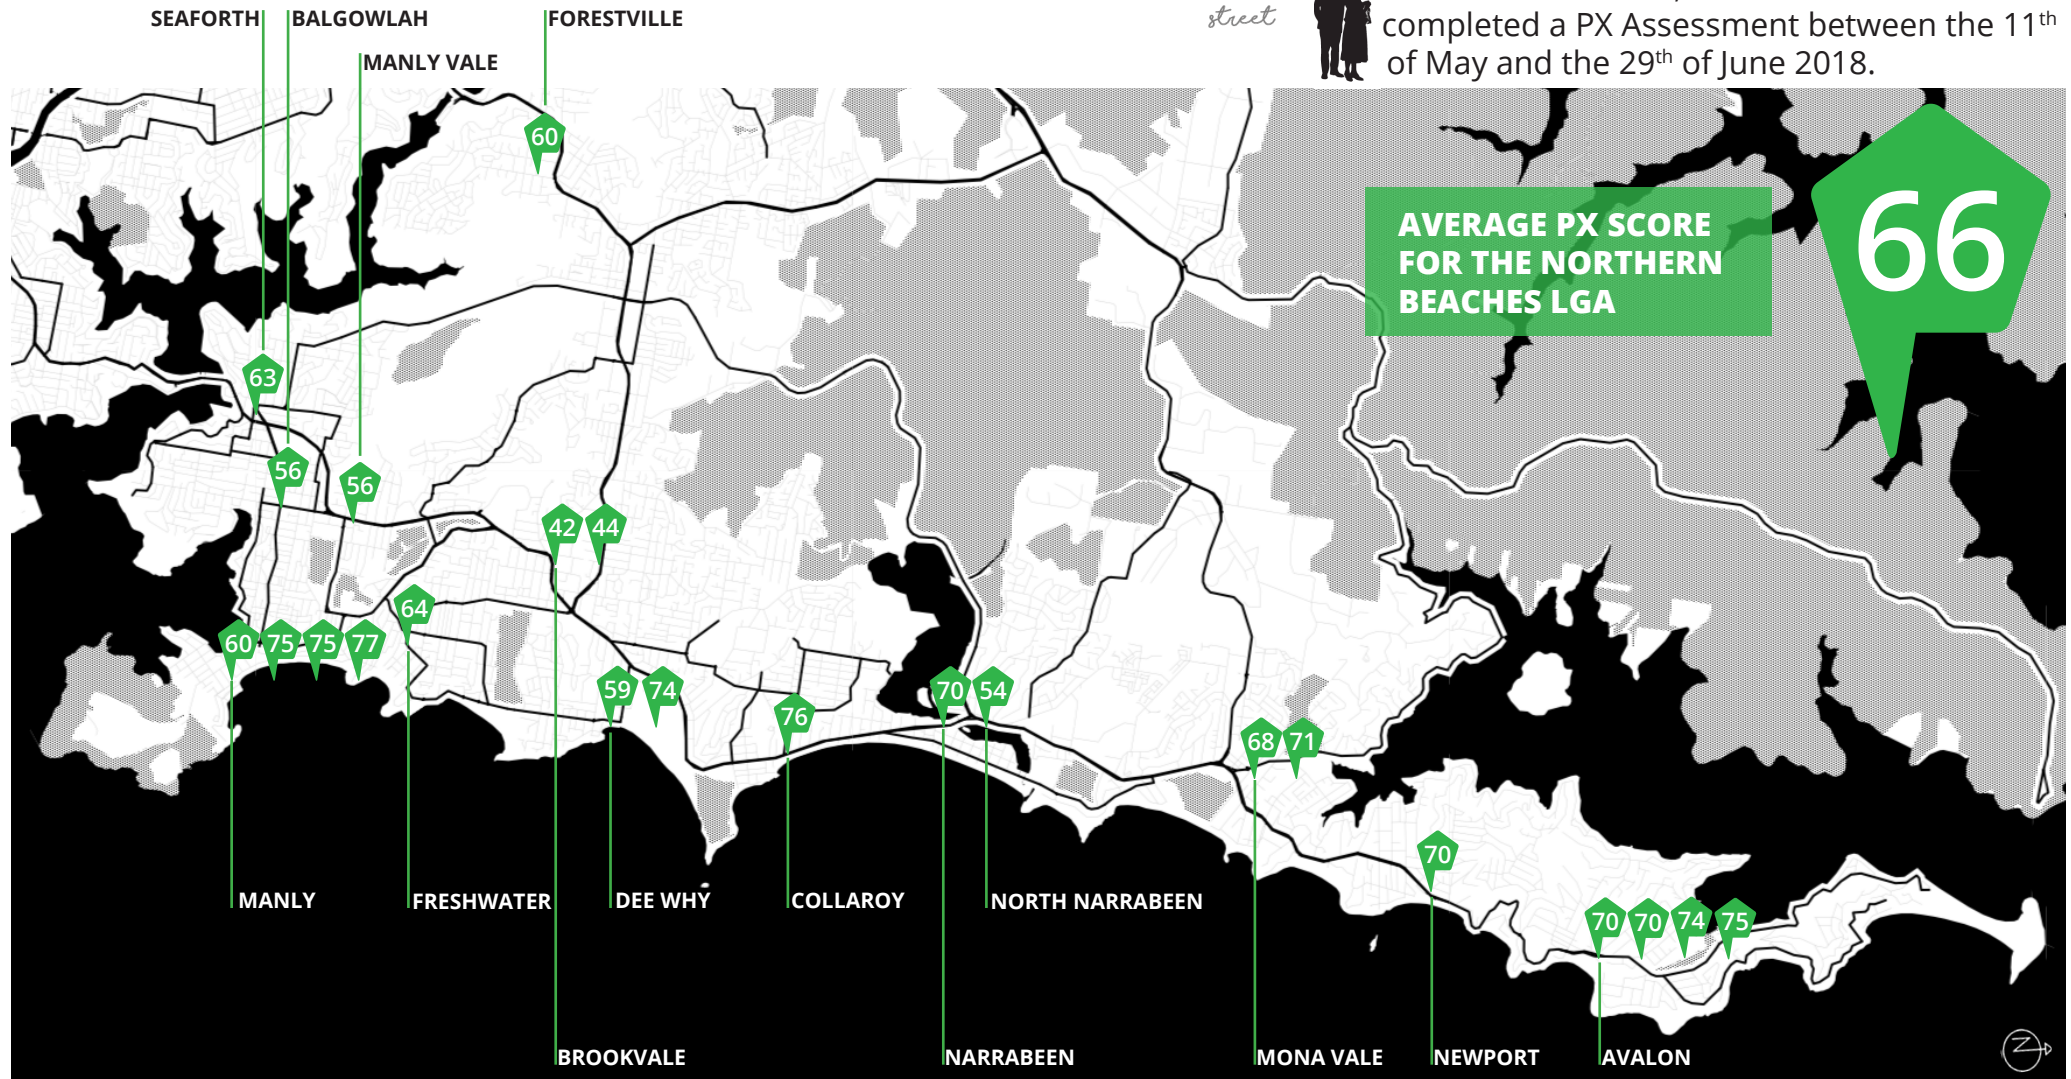 SEAFORTH
BALGOWLAH
FORESTVILLE
MANLY VALE
street
completed a PX Assessment between the 11th
of May and the 29th of June 2018.
60
AVERAGE PX SCORE
FOR THE NORTHERN
BEACHES LGA
66
63
56
56
42
44
64
60
75
75
77
59
74
76
70
54
68
71
70
70
70
74
75
MANLY
FRESHWATER
DEE WHY
COLLAROY
NORTH NARRABEEN
BROOKVALE
NARRABEEN
MONA VALE
NEWPORT
AVALON
Z